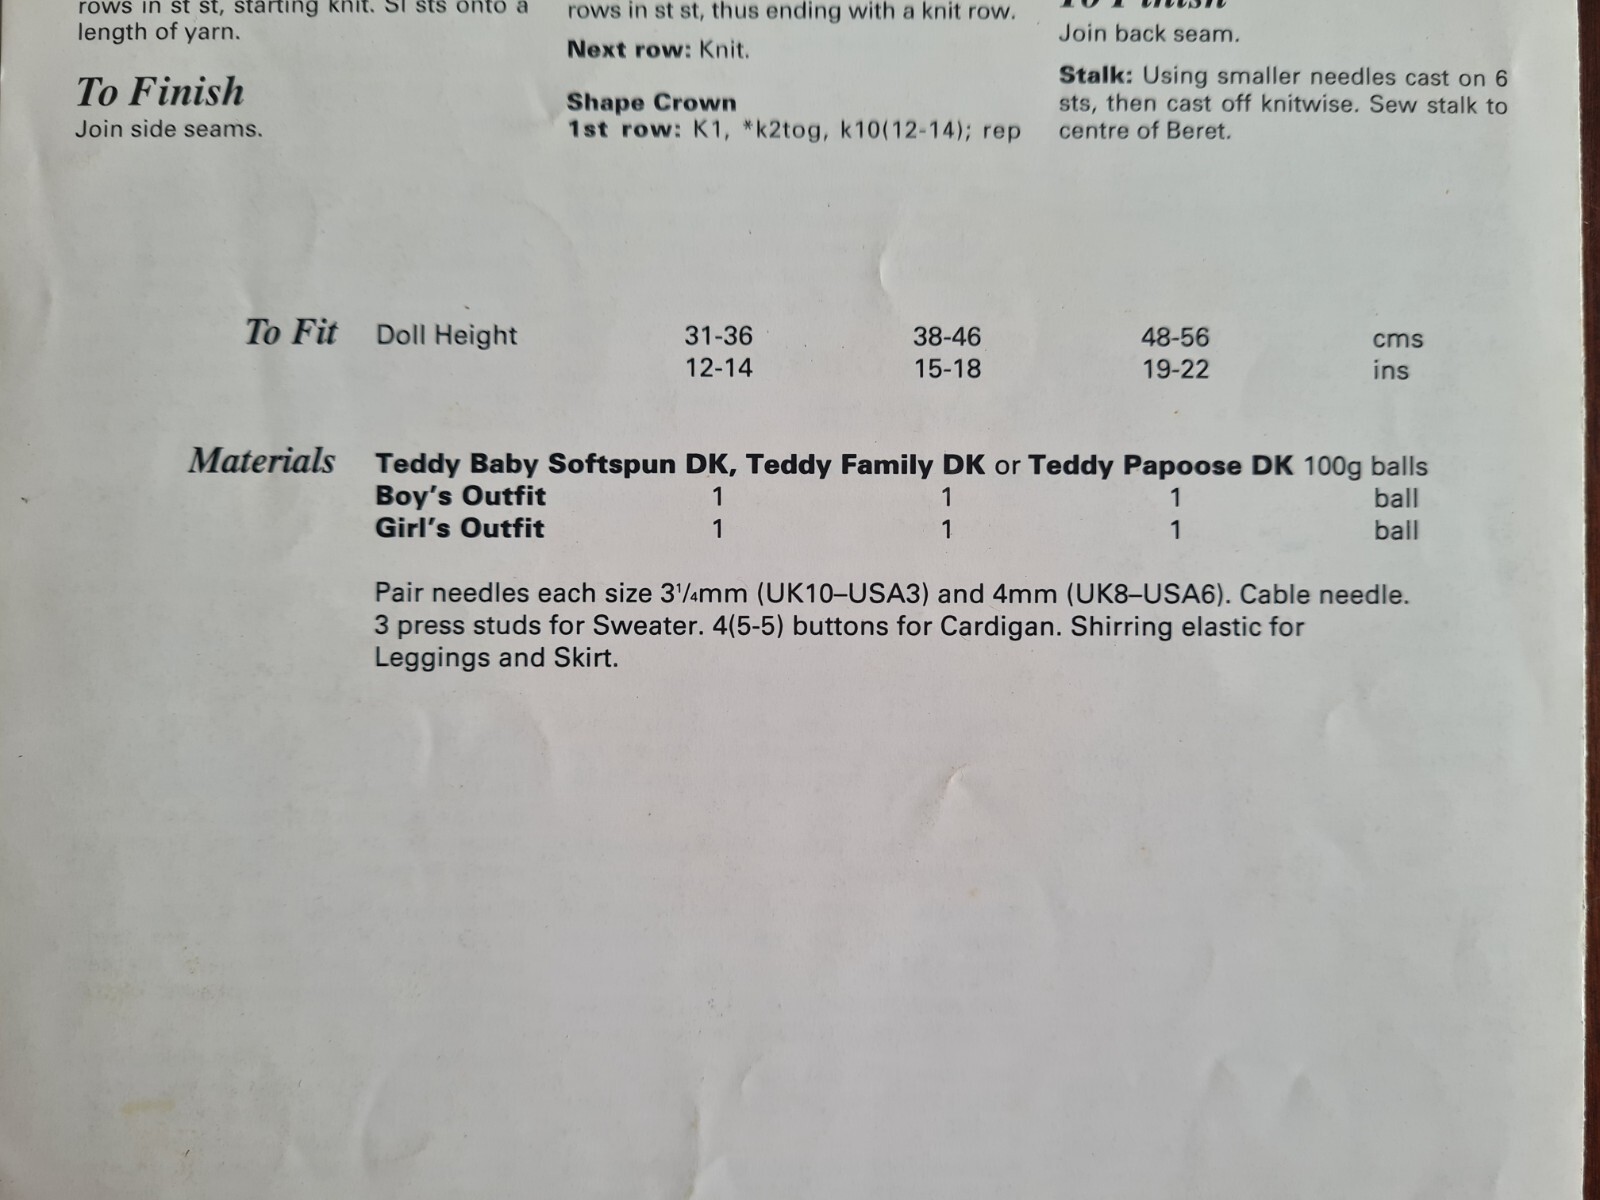 rows in st st, starting knit. Sl sts onto a
length of yarn.
To Finish
Join side seams.
rows in st st, thus ending with a knit row.
Next row: Knit.
Shape Crown
1st row: K1, *k2tog, k10(12-14); rep
To Finish
Join back seam.
Stalk: Using smaller needles cast on 6
sts, then cast off knitwise. Sew stalk to
centre of Beret.
To Fit Doll Height 31-36 38-46 48-56 cms
12-14 15-18 19-22 ins
Materials Teddy Baby Softspun DK, Teddy Family DK or Teddy Papoose DK 100g balls
Boy's Outfit 1 1 1 ball
Girl's Outfit 1 1 1 ball
Pair needles each size 3¼mm (UK10–USA3) and 4mm (UK8–USA6). Cable needle.
3 press studs for Sweater. 4(5-5) buttons for Cardigan. Shirring elastic for
Leggings and Skirt.